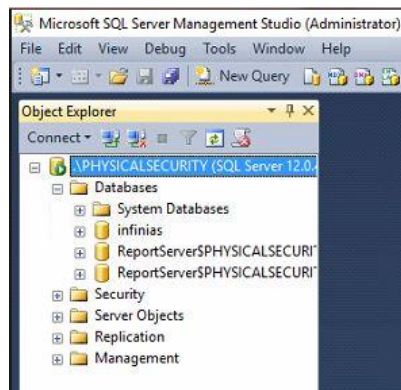 Microsoft SQL Server Management Studio (Administrator)
File Edit View Debug Tools Window Help
New Query
Object Explorer
Connect
.\PHYSICALSECURITY (SQL Server 12.0.
Databases
System Databases
infinias
ReportServer$PHYSICALSECURIT
ReportServer$PHYSICALSECURI
Security
Server Objects
Replication
Management